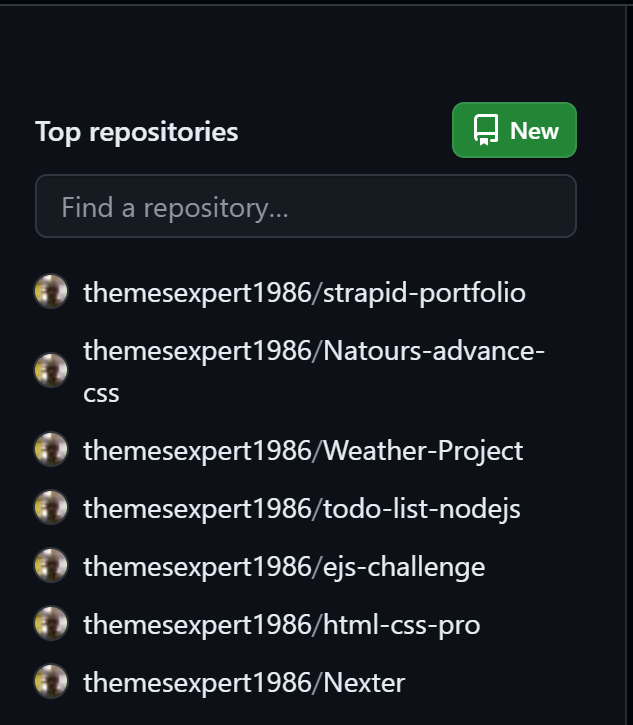 Top repositories
New
Find a repository...
themesexpert1986/strapid-portfolio
themesexpert1986/Natours-advance-
css
themesexpert1986/Weather-Project
themesexpert1986/todo-list-nodejs
themesexpert1986/ejs-challenge
themesexpert1986/html-css-pro
themesexpert1986/Nexter